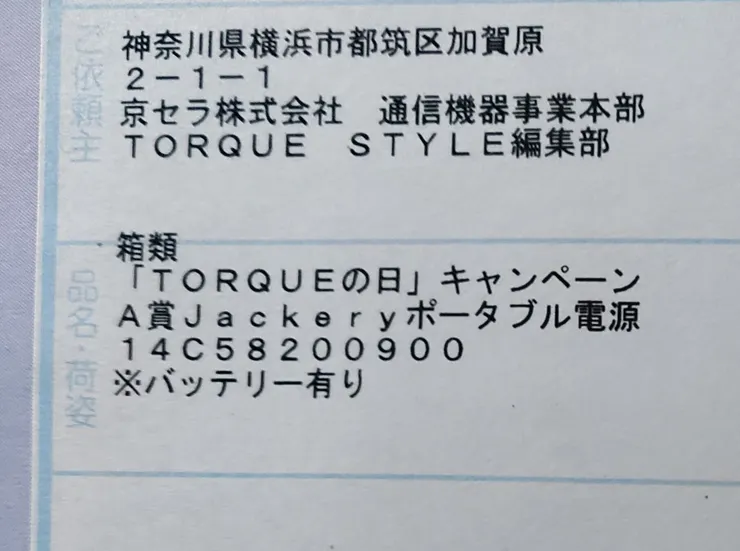 ご依頼主
神奈川県横浜市都筑区加賀原
２－１－１
京セラ株式会社　通信機器事業本部
ＴＯＲＱＵＥ　ＳＴＹＬＥ編集部
品名・荷姿
箱類
「ＴＯＲＱＵＥの日」キャンペーン
Ａ賞Ｊａｃｋｅｒｙポータブル電源
１４Ｃ５８２００９００
※バッテリー有り